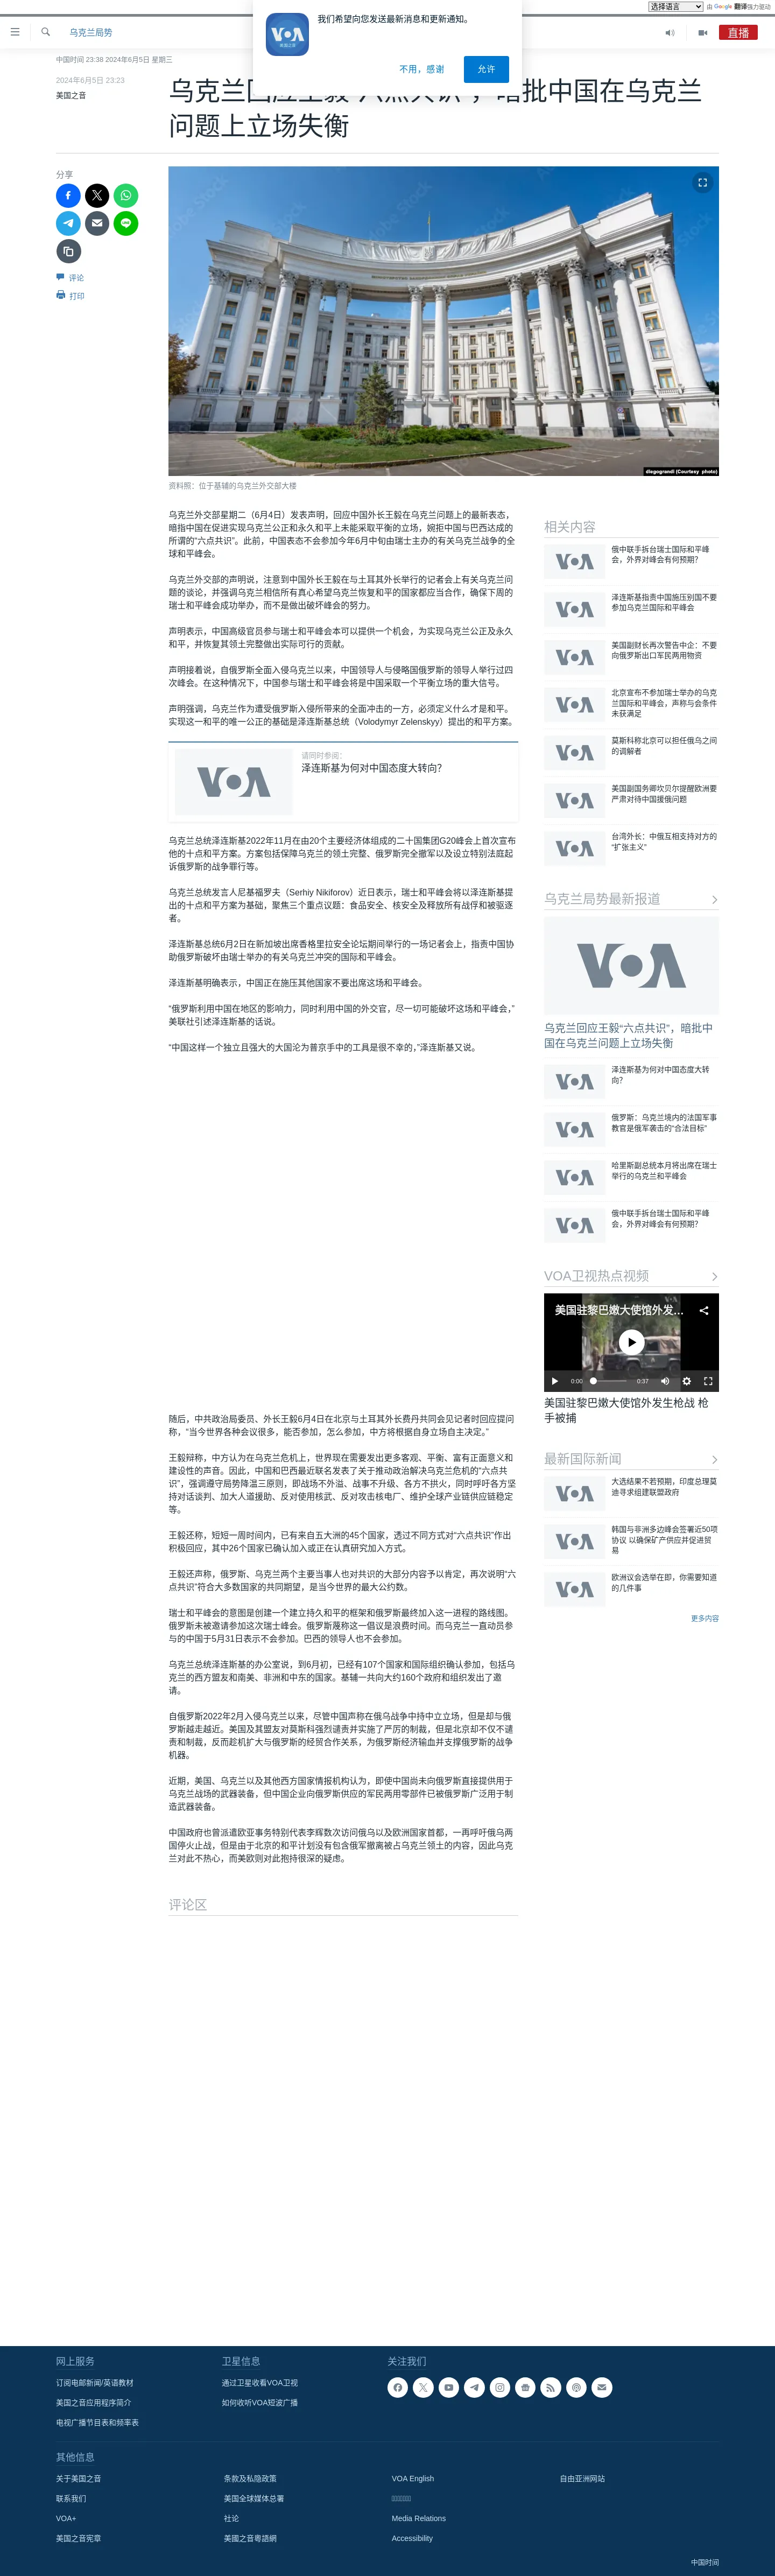 选择语言
由 Google 翻译强力驱动
我们希望向您发送最新消息和更新通知。
不用，感谢
允许
乌克兰局势
直播
中国时间 23:38 2024年6月5日 星期三
2024年6月5日 23:23
美国之音
乌克兰回应王毅“六点共识”，暗批中国在乌克兰
问题上立场失衡
分享
评论
打印
diegograndi (Courtesy photo)
资料照：位于基辅的乌克兰外交部大楼
乌克兰外交部星期二（6月4日）发表声明，回应中国外长王毅在乌克兰问题上的最新表态，
暗指中国在促进实现乌克兰公正和永久和平上未能采取平衡的立场，婉拒中国与巴西达成的
所谓的“六点共识”。此前，中国表态不会参加今年6月中旬由瑞士主办的有关乌克兰战争的全
球和平峰会。
乌克兰外交部的声明说，注意到中国外长王毅在与土耳其外长举行的记者会上有关乌克兰问
题的谈论，并强调乌克兰相信所有真心希望乌克兰恢复和平的国家都应当合作，确保下周的
瑞士和平峰会成功举办，而不是做出破坏峰会的努力。
声明表示，中国高级官员参与瑞士和平峰会本可以提供一个机会，为实现乌克兰公正及永久
和平，并恢复其领土完整做出实际可行的贡献。
声明接着说，自俄罗斯全面入侵乌克兰以来，中国领导人与侵略国俄罗斯的领导人举行过四
次峰会。在这种情况下，中国参与瑞士和平峰会将是中国采取一个平衡立场的重大信号。
声明强调，乌克兰作为遭受俄罗斯入侵所带来的全面冲击的一方，必须定义什么才是和平。
实现这一和平的唯一公正的基础是泽连斯基总统（Volodymyr Zelenskyy）提出的和平方案。
VOA
请同时参阅:
泽连斯基为何对中国态度大转向?
乌克兰总统泽连斯基2022年11月在由20个主要经济体组成的二十国集团G20峰会上首次宣布
他的十点和平方案。方案包括保障乌克兰的领土完整、俄罗斯完全撤军以及设立特别法庭起
诉俄罗斯的战争罪行等。
乌克兰总统发言人尼基福罗夫（Serhiy Nikiforov）近日表示，瑞士和平峰会将以泽连斯基提
出的十点和平方案为基础，聚焦三个重点议题：食品安全、核安全及释放所有战俘和被驱逐
者。
泽连斯基总统6月2日在新加坡出席香格里拉安全论坛期间举行的一场记者会上，指责中国协
助俄罗斯破坏由瑞士举办的有关乌克兰冲突的国际和平峰会。
泽连斯基明确表示，中国正在施压其他国家不要出席这场和平峰会。
“俄罗斯利用中国在地区的影响力，同时利用中国的外交官，尽一切可能破坏这场和平峰会，”
美联社引述泽连斯基的话说。
“中国这样一个独立且强大的大国沦为普京手中的工具是很不幸的，”泽连斯基又说。
随后，中共政治局委员、外长王毅6月4日在北京与土耳其外长费丹共同会见记者时回应提问
称，“当今世界各种会议很多，能否参加，怎么参加，中方将根据自身立场自主决定。”
王毅辩称，中方认为在乌克兰危机上，世界现在需要发出更多客观、平衡、富有正面意义和
建设性的声音。因此，中国和巴西最近联名发表了关于推动政治解决乌克兰危机的“六点共
识”，强调遵守局势降温三原则，即战场不外溢、战事不升级、各方不拱火，同时呼吁各方坚
持对话谈判、加大人道援助、反对使用核武、反对攻击核电厂、维护全球产业链供应链稳定
等。
王毅还称，短短一周时间内，已有来自五大洲的45个国家，透过不同方式对“六点共识”作出
积极回应，其中26个国家已确认加入或正在认真研究加入方式。
王毅还声称，俄罗斯、乌克兰两个主要当事人也对共识的大部分内容予以肯定，再次说明“六
点共识”符合大多数国家的共同期望，是当今世界的最大公约数。
瑞士和平峰会的意图是创建一个建立持久和平的框架和俄罗斯最终加入这一进程的路线图。
俄罗斯未被邀请参加这次瑞士峰会。俄罗斯蔑称这一倡议是浪费时间。而乌克兰一直动员参
与的中国于5月31日表示不会参加。巴西的领导人也不会参加。
乌克兰总统泽连斯基的办公室说，到6月初，已经有107个国家和国际组织确认参加，包括乌
克兰的西方盟友和南美、非洲和中东的国家。基辅一共向大约160个政府和组织发出了邀
请。
自俄罗斯2022年2月入侵乌克兰以来，尽管中国声称在俄乌战争中持中立立场，但是却与俄
罗斯越走越近。美国及其盟友对莫斯科强烈谴责并实施了严厉的制裁，但是北京却不仅不谴
责和制裁，反而趁机扩大与俄罗斯的经贸合作关系，为俄罗斯经济输血并支撑俄罗斯的战争
机器。
近期，美国、乌克兰以及其他西方国家情报机构认为，即使中国尚未向俄罗斯直接提供用于
乌克兰战场的武器装备，但中国企业向俄罗斯供应的军民两用零部件已被俄罗斯广泛用于制
造武器装备。
中国政府也曾派遣欧亚事务特别代表李辉数次访问俄乌以及欧洲国家首都，一再呼吁俄乌两
国停火止战，但是由于北京的和平计划没有包含俄军撤离被占乌克兰领土的内容，因此乌克
兰对此不热心，而美欧则对此抱持很深的疑虑。
评论区
相关内容
俄中联手拆台瑞士国际和平峰
会，外界对峰会有何预期?
泽连斯基指责中国施压别国不要
参加乌克兰国际和平峰会
美国副财长再次警告中企：不要
向俄罗斯出口军民两用物资
北京宣布不参加瑞士举办的乌克
兰国际和平峰会，声称与会条件
未获满足
莫斯科称北京可以担任俄乌之间
的调解者
美国副国务卿坎贝尔提醒欧洲要
严肃对待中国援俄问题
台湾外长：中俄互相支持对方的
“扩张主义”
乌克兰局势最新报道
乌克兰回应王毅“六点共识”，暗批中
国在乌克兰问题上立场失衡
泽连斯基为何对中国态度大转
向?
俄罗斯：乌克兰境内的法国军事
教官是俄军袭击的“合法目标”
哈里斯副总统本月将出席在瑞士
举行的乌克兰和平峰会
俄中联手拆台瑞士国际和平峰
会，外界对峰会有何预期?
VOA卫视热点视频
美国驻黎巴嫩大使馆外发...
0:00
0:37
美国驻黎巴嫩大使馆外发生枪战 枪
手被捕
最新国际新闻
大选结果不若预期，印度总理莫
迪寻求组建联盟政府
韩国与非洲多边峰会签署近50项
协议 以确保矿产供应并促进贸
易
欧洲议会选举在即，你需要知道
的几件事
更多内容
网上服务
订阅电邮新闻/英语教材
美国之音应用程序简介
电视广播节目表和频率表
卫星信息
通过卫星收看VOA卫视
如何收听VOA短波广播
关注我们
其他信息
关于美国之音
联系我们
VOA+
美国之音宪章
条款及私隐政策
美国全球媒体总署
社论
美國之音粵語網
VOA English
Media Relations
Accessibility
自由亚洲网站
中国时间